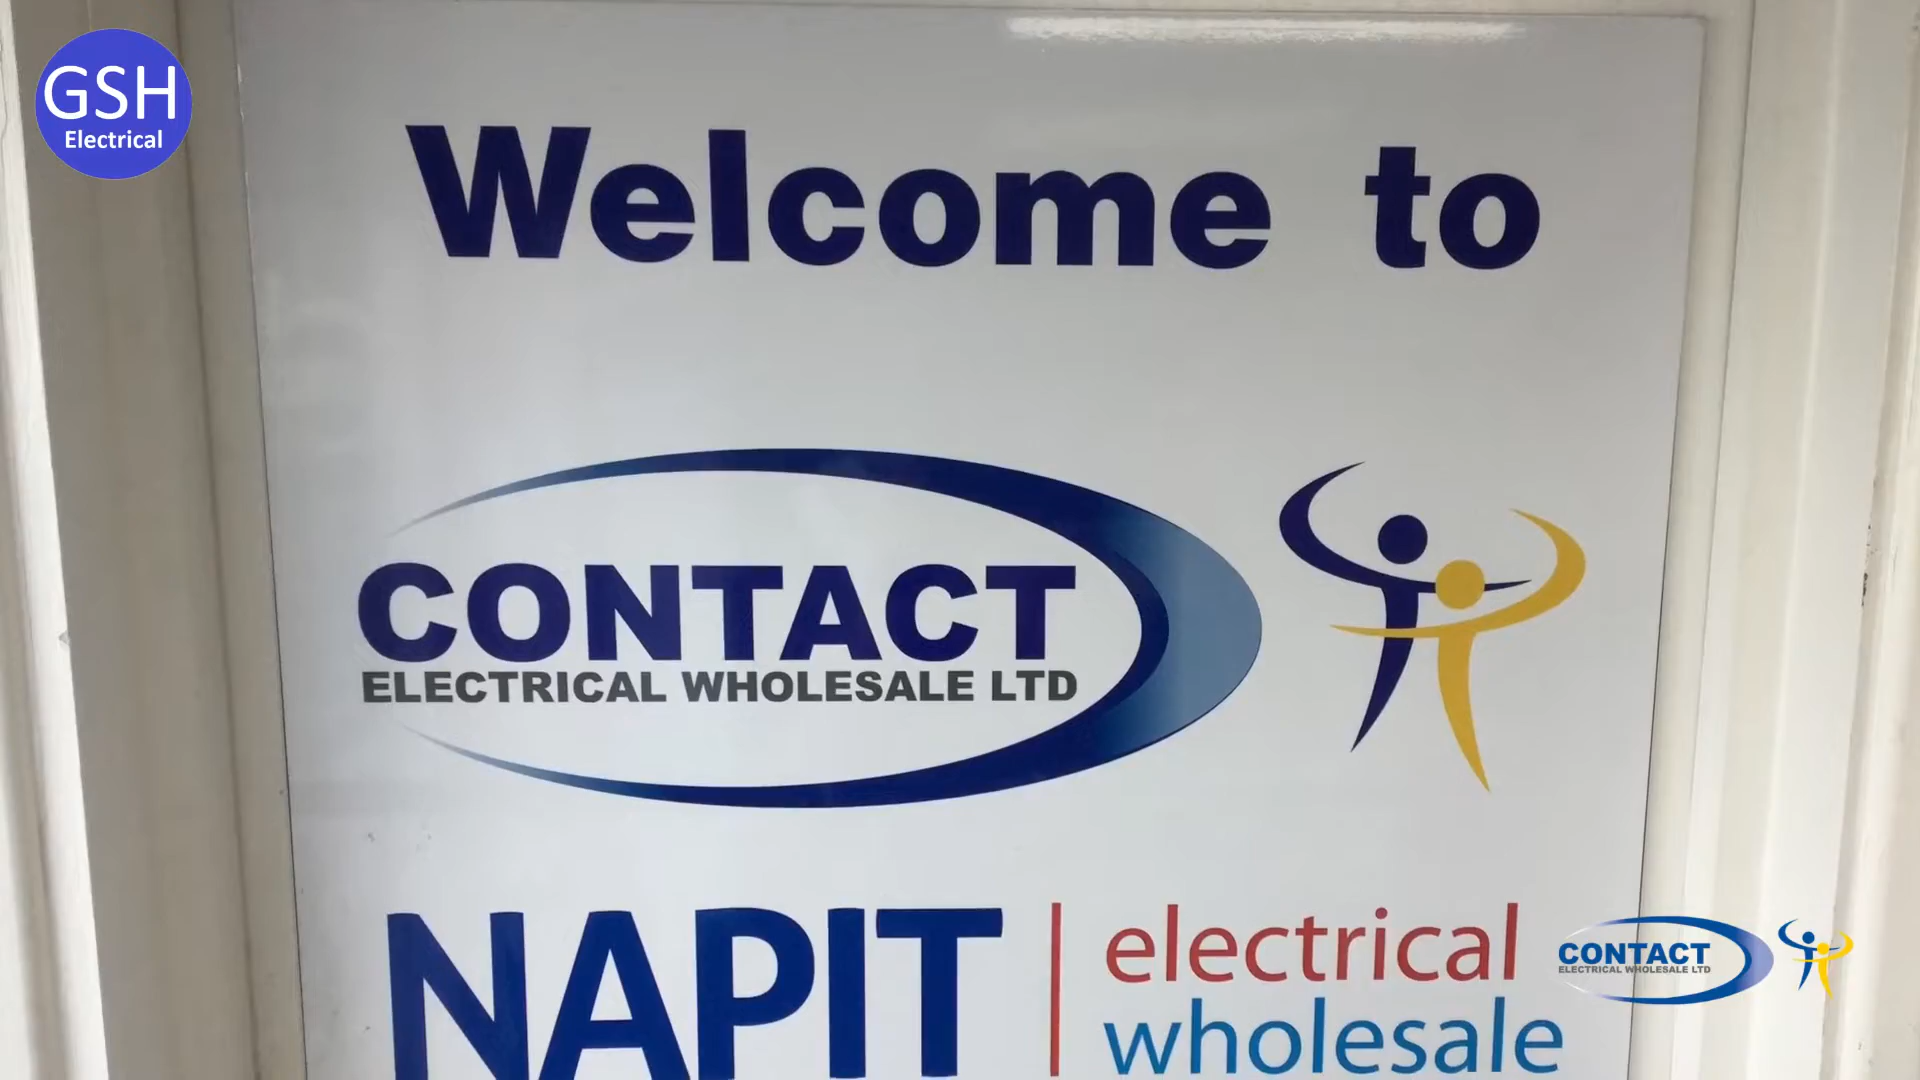 GSH
Electrical
Welcome to
CONTACT
ELECTRICAL WHOLESALE LTD
NAPIT
electrical
wholesale
CONTACT
ELECTRICAL WHOLESALE LTD